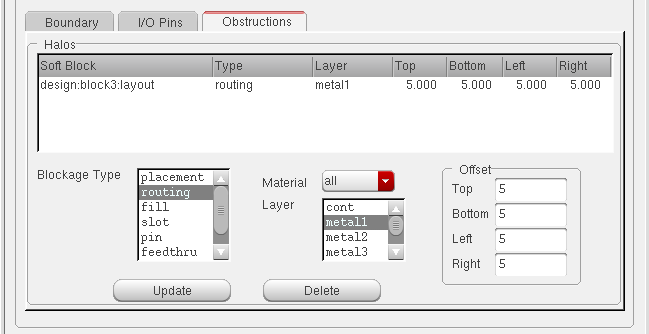 Boundary I/O Pins Obstructions
Halos
Soft Block Type Layer Top Bottom Left Right
design:block3:layout routing metal1 5.000 5.000 5.000 5.000
Blockage Type
placement
routing
fill
slot
pin
feedthru
Material all
Layer
cont
metal1
metal2
metal3
Offset
Top 5
Bottom 5
Left 5
Right 5
Update Delete